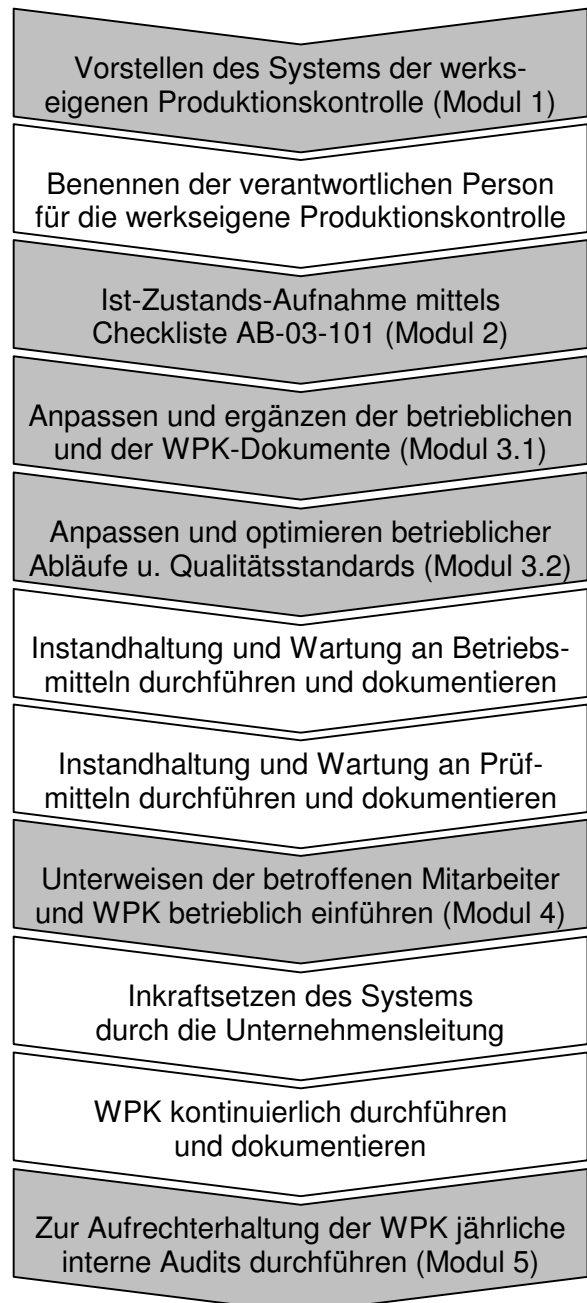 Vorstellen des Systems der werks-
eigenen Produktionskontrolle (Modul 1)
Benennen der verantwortlichen Person
für die werkseigene Produktionskontrolle
Ist-Zustands-Aufnahme mittels
Checkliste AB-03-101 (Modul 2)
Anpassen und ergänzen der betrieblichen
und der WPK-Dokumente (Modul 3.1)
Anpassen und optimieren betrieblicher
Abläufe u. Qualitätsstandards (Modul 3.2)
Instandhaltung und Wartung an Betriebs-
mitteln durchführen und dokumentieren
Instandhaltung und Wartung an Prüf-
mitteln durchführen und dokumentieren
Unterweisen der betroffenen Mitarbeiter
und WPK betrieblich einführen (Modul 4)
Inkraftsetzen des Systems
durch die Unternehmensleitung
WPK kontinuierlich durchführen
und dokumentieren
Zur Aufrechterhaltung der WPK jährliche
interne Audits durchführen (Modul 5)